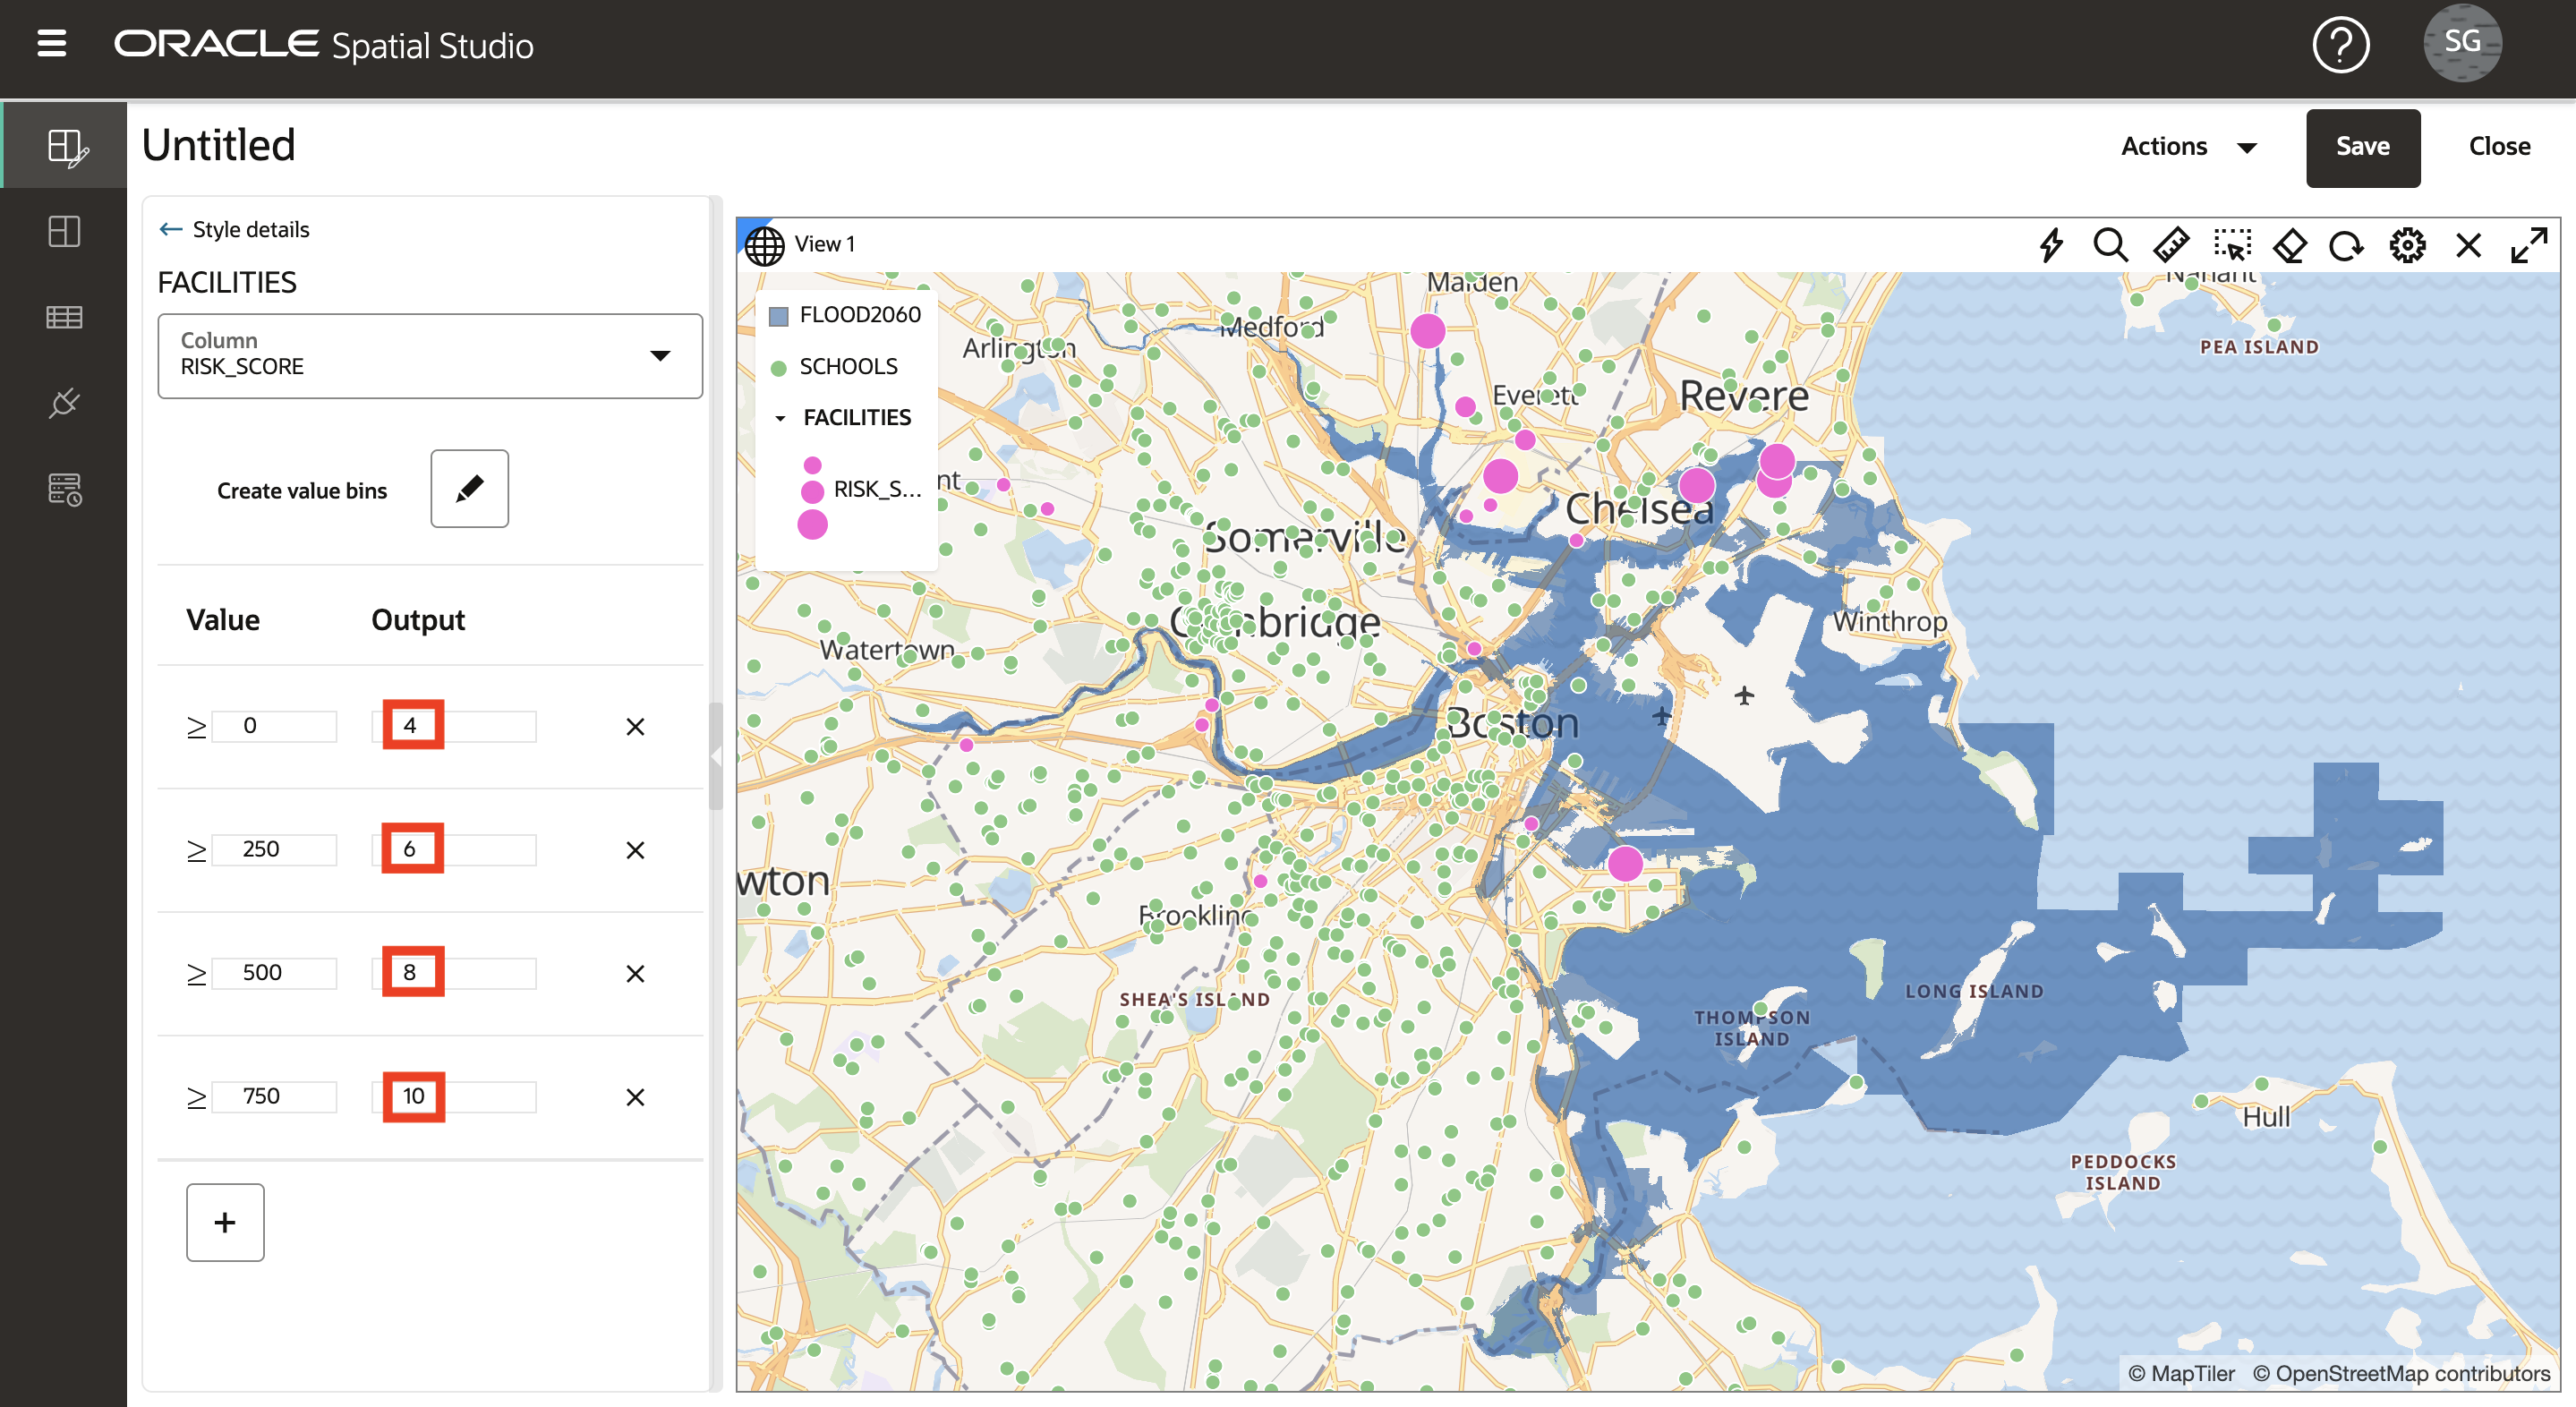 ORACLE Spatial Studio
SG
Untitled
Actions
Save
Close
Style details
FACILITIES
Column
RISK_SCORE
Create value bins
Value Output
≥ 0 4
≥ 250 6
≥ 500 8
≥ 750 10
+
View 1
FLOOD2060
SCHOOLS
FACILITIES
RISK_S...
Malden
Nahant
Medford
Arlington
PEA ISLAND
Everett
Revere
nt
Chelsea
Somerville
Cambridge
Winthrop
Watertown
Boston
wton
Brookline
SHEA'S ISLAND
LONG ISLAND
THOMPSON
ISLAND
Hull
PEDDOCKS
ISLAND
© MapTiler © OpenStreetMap contributors